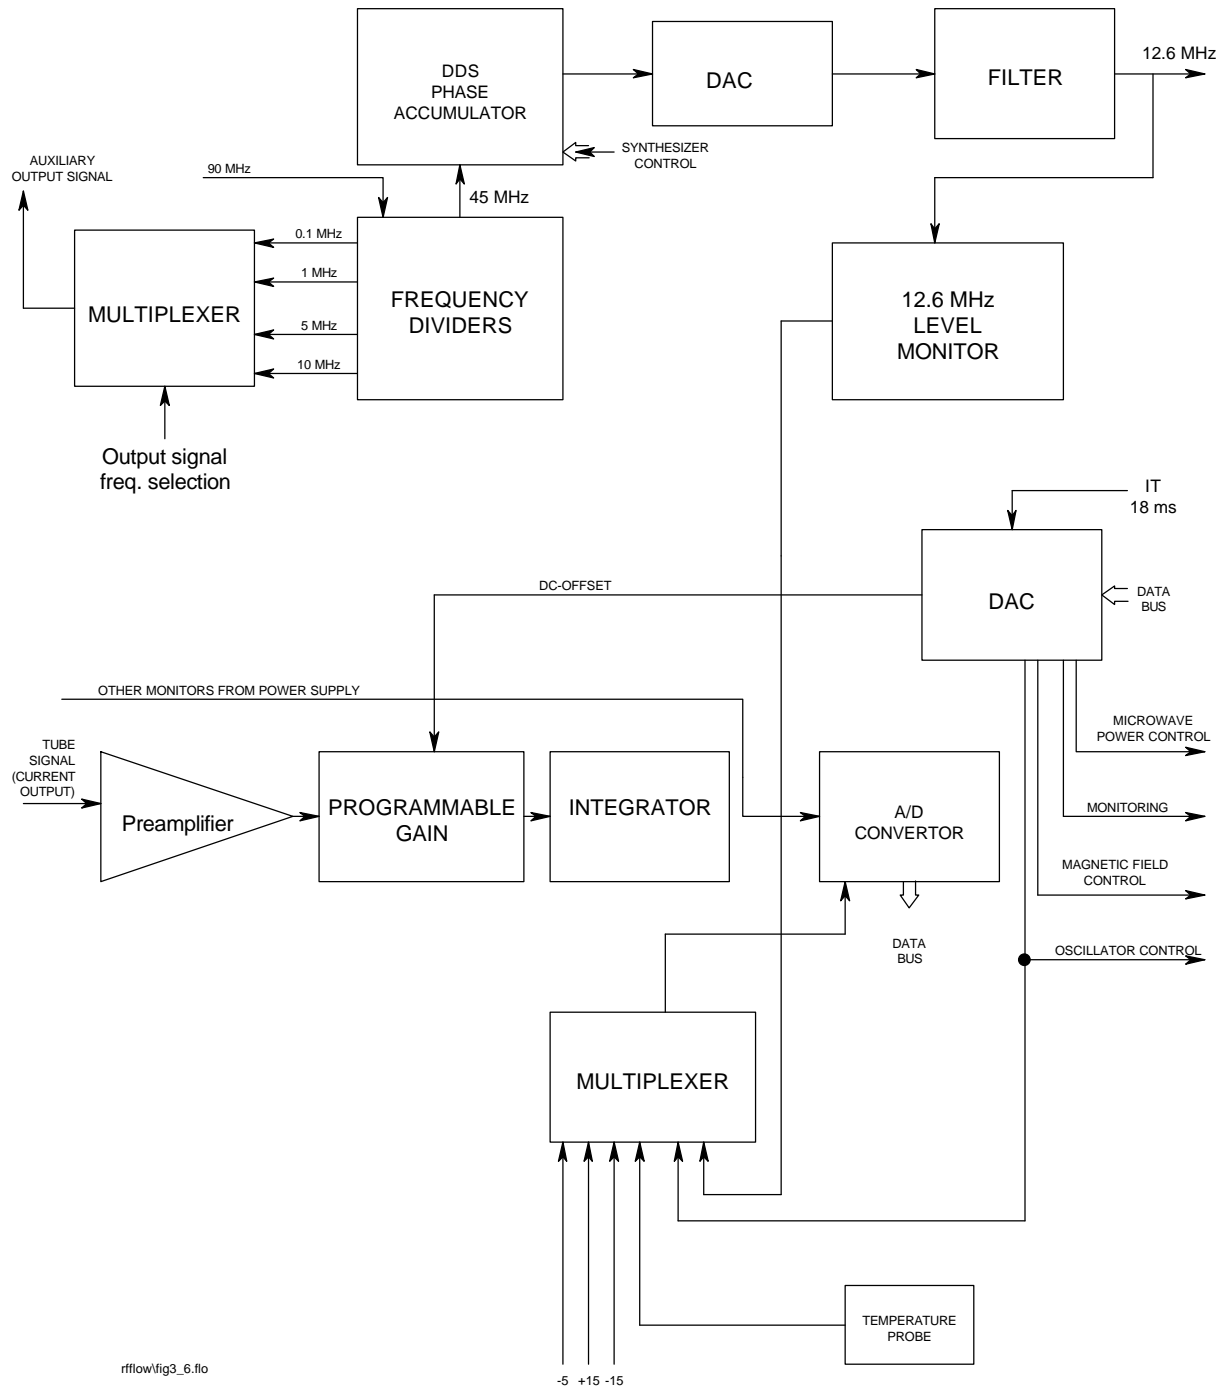 DDS
PHASE
ACCUMULATOR
DAC
FILTER
12.6 MHz
SYNTHESIZER
CONTROL
AUXILIARY
OUTPUT SIGNAL
90 MHz
45 MHz
MULTIPLEXER
0.1 MHz
1 MHz
5 MHz
10 MHz
FREQUENCY
DIVIDERS
12.6 MHz
LEVEL
MONITOR
Output signal
freq. selection
IT
18 ms
DC-OFFSET
DAC
DATA
BUS
OTHER MONITORS FROM POWER SUPPLY
TUBE
SIGNAL
(CURRENT
OUTPUT)
Preamplifier
PROGRAMMABLE
GAIN
INTEGRATOR
A/D
CONVERTOR
MICROWAVE
POWER CONTROL
MONITORING
MAGNETIC FIELD
CONTROL
OSCILLATOR CONTROL
DATA
BUS
MULTIPLEXER
TEMPERATURE
PROBE
-5 +15 -15
rfflow\fig3_6.flo